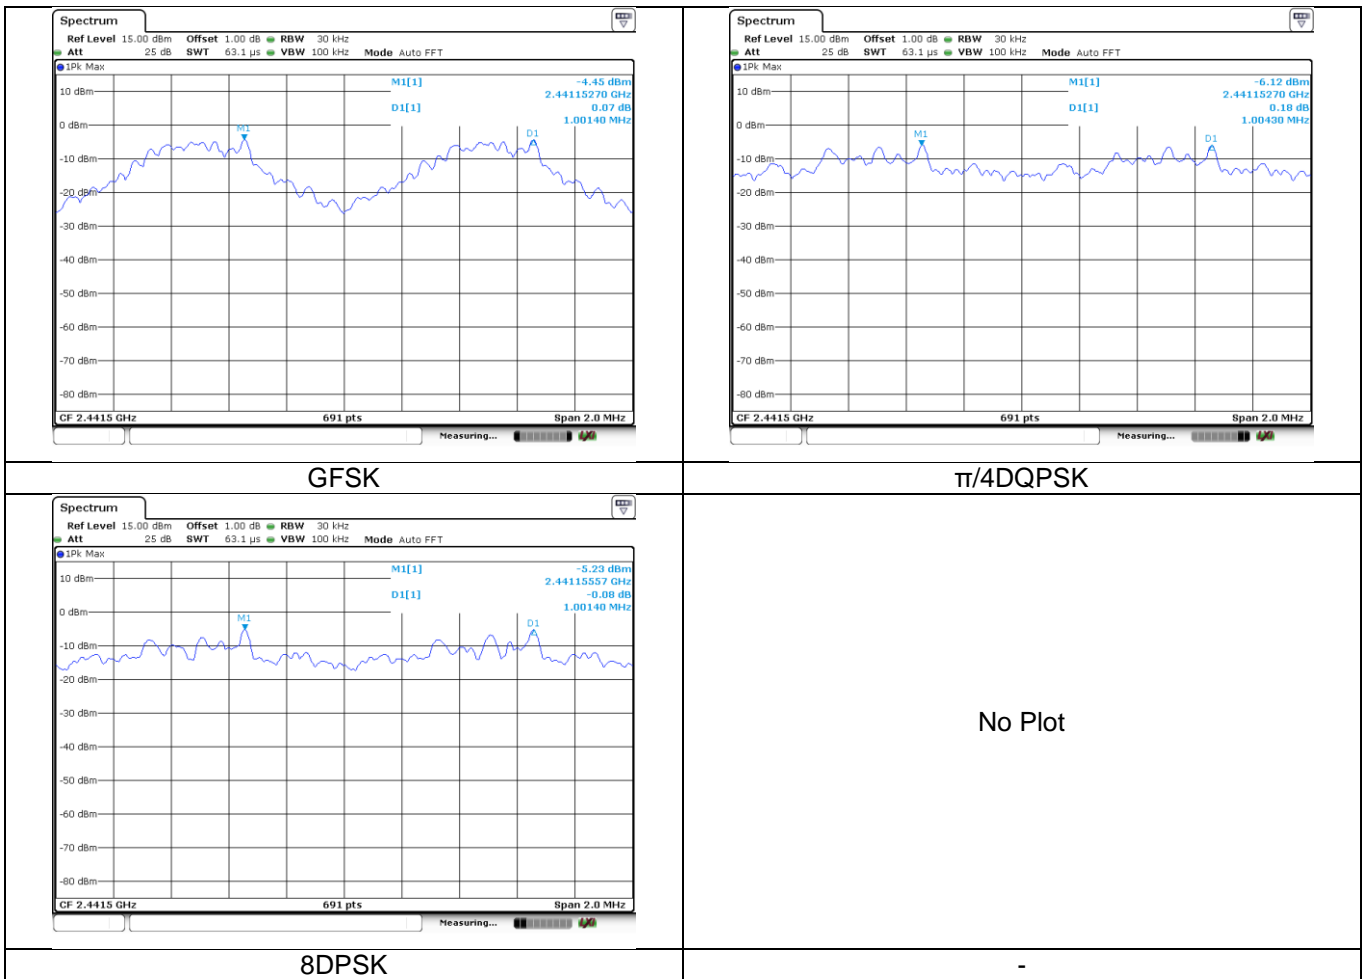 Spectrum
Ref Level 15.00 dBm Offset 1.00 dB RBW 30 kHz
Att 25 dB SWT 63.1 µs VBW 100 kHz Mode Auto FFT
1Pk Max
M1[1] -4.45 dBm
2.44115270 GHz
D1[1] 0.07 dB
1.00140 MHz
10 dBm
0 dBm
M1
D1
-10 dBm
-20 dBm
-30 dBm
-40 dBm
-50 dBm
-60 dBm
-70 dBm
-80 dBm
CF 2.4415 GHz 691 pts Span 2.0 MHz
Measuring...
GFSK
Spectrum
Ref Level 15.00 dBm Offset 1.00 dB RBW 30 kHz
Att 25 dB SWT 63.1 µs VBW 100 kHz Mode Auto FFT
1Pk Max
M1[1] -6.12 dBm
2.44115270 GHz
D1[1] 0.18 dB
1.00430 MHz
10 dBm
0 dBm
M1
D1
-10 dBm
-20 dBm
-30 dBm
-40 dBm
-50 dBm
-60 dBm
-70 dBm
-80 dBm
CF 2.4415 GHz 691 pts Span 2.0 MHz
Measuring...
π/4DQPSK
Spectrum
Ref Level 15.00 dBm Offset 1.00 dB RBW 30 kHz
Att 25 dB SWT 63.1 µs VBW 100 kHz Mode Auto FFT
1Pk Max
M1[1] -5.23 dBm
2.44115557 GHz
D1[1] -0.08 dB
1.00140 MHz
10 dBm
0 dBm
M1
D1
-10 dBm
-20 dBm
-30 dBm
-40 dBm
-50 dBm
-60 dBm
-70 dBm
-80 dBm
CF 2.4415 GHz 691 pts Span 2.0 MHz
Measuring...
8DPSK
No Plot
-